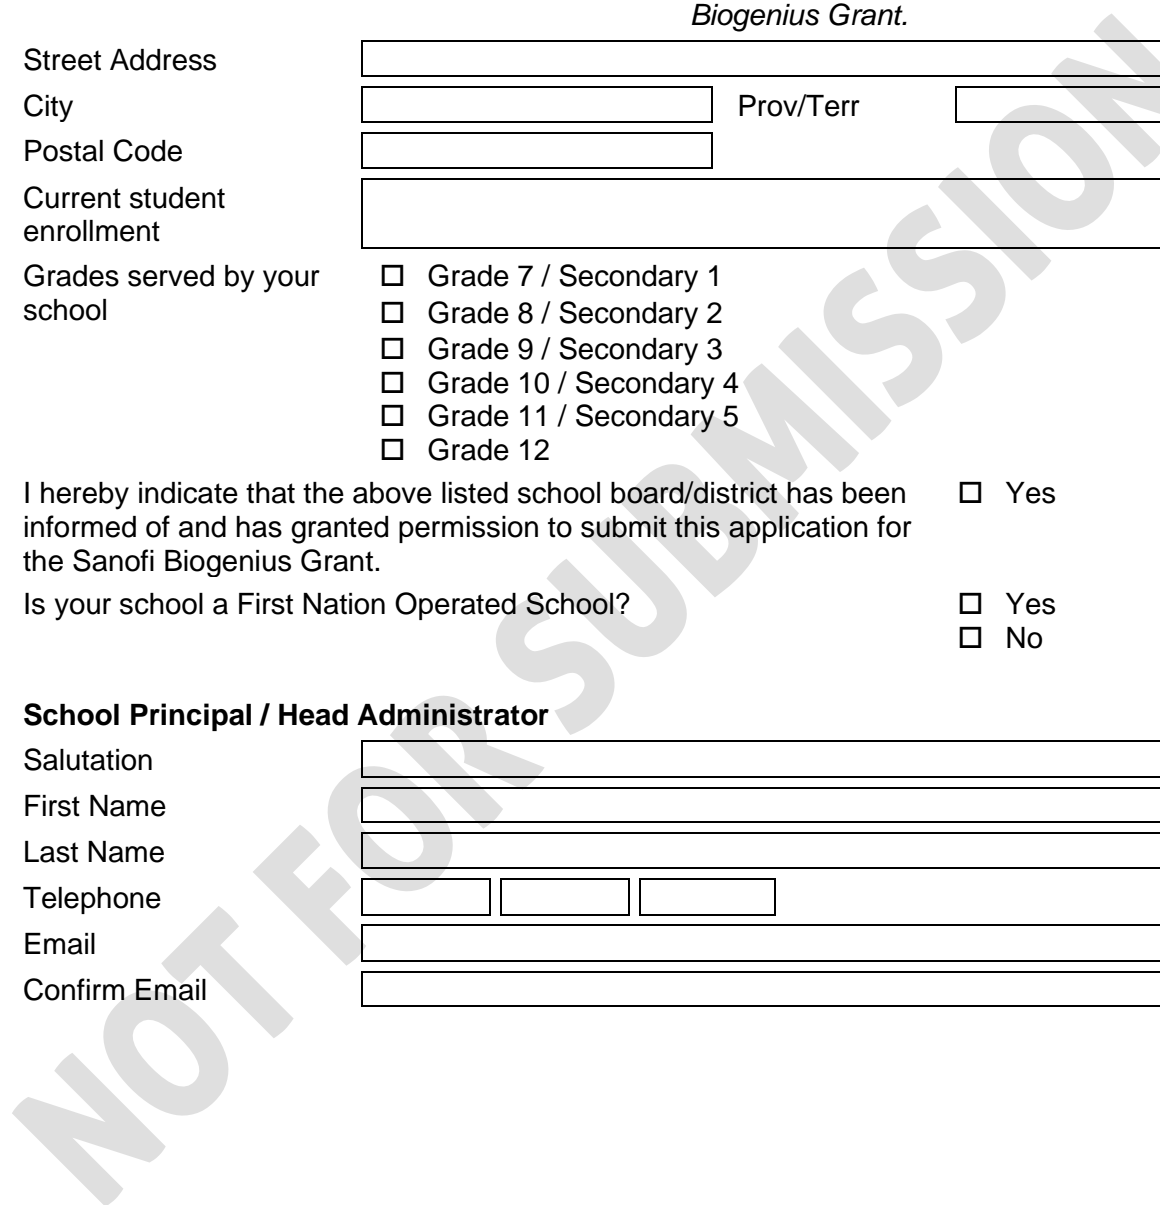 Biogenius Grant.
Street Address
City Prov/Terr
Postal Code
Current student
enrollment
Grades served by your
school
Grade 7 / Secondary 1
Grade 8 / Secondary 2
Grade 9 / Secondary 3
Grade 10 / Secondary 4
Grade 11 / Secondary 5
Grade 12
I hereby indicate that the above listed school board/district has been
informed of and has granted permission to submit this application for
the Sanofi Biogenius Grant.
Yes
Is your school a First Nation Operated School?
Yes
No
School Principal / Head Administrator
Salutation
First Name
Last Name
Telephone
Email
Confirm Email
NOT FOR SUBMISSION